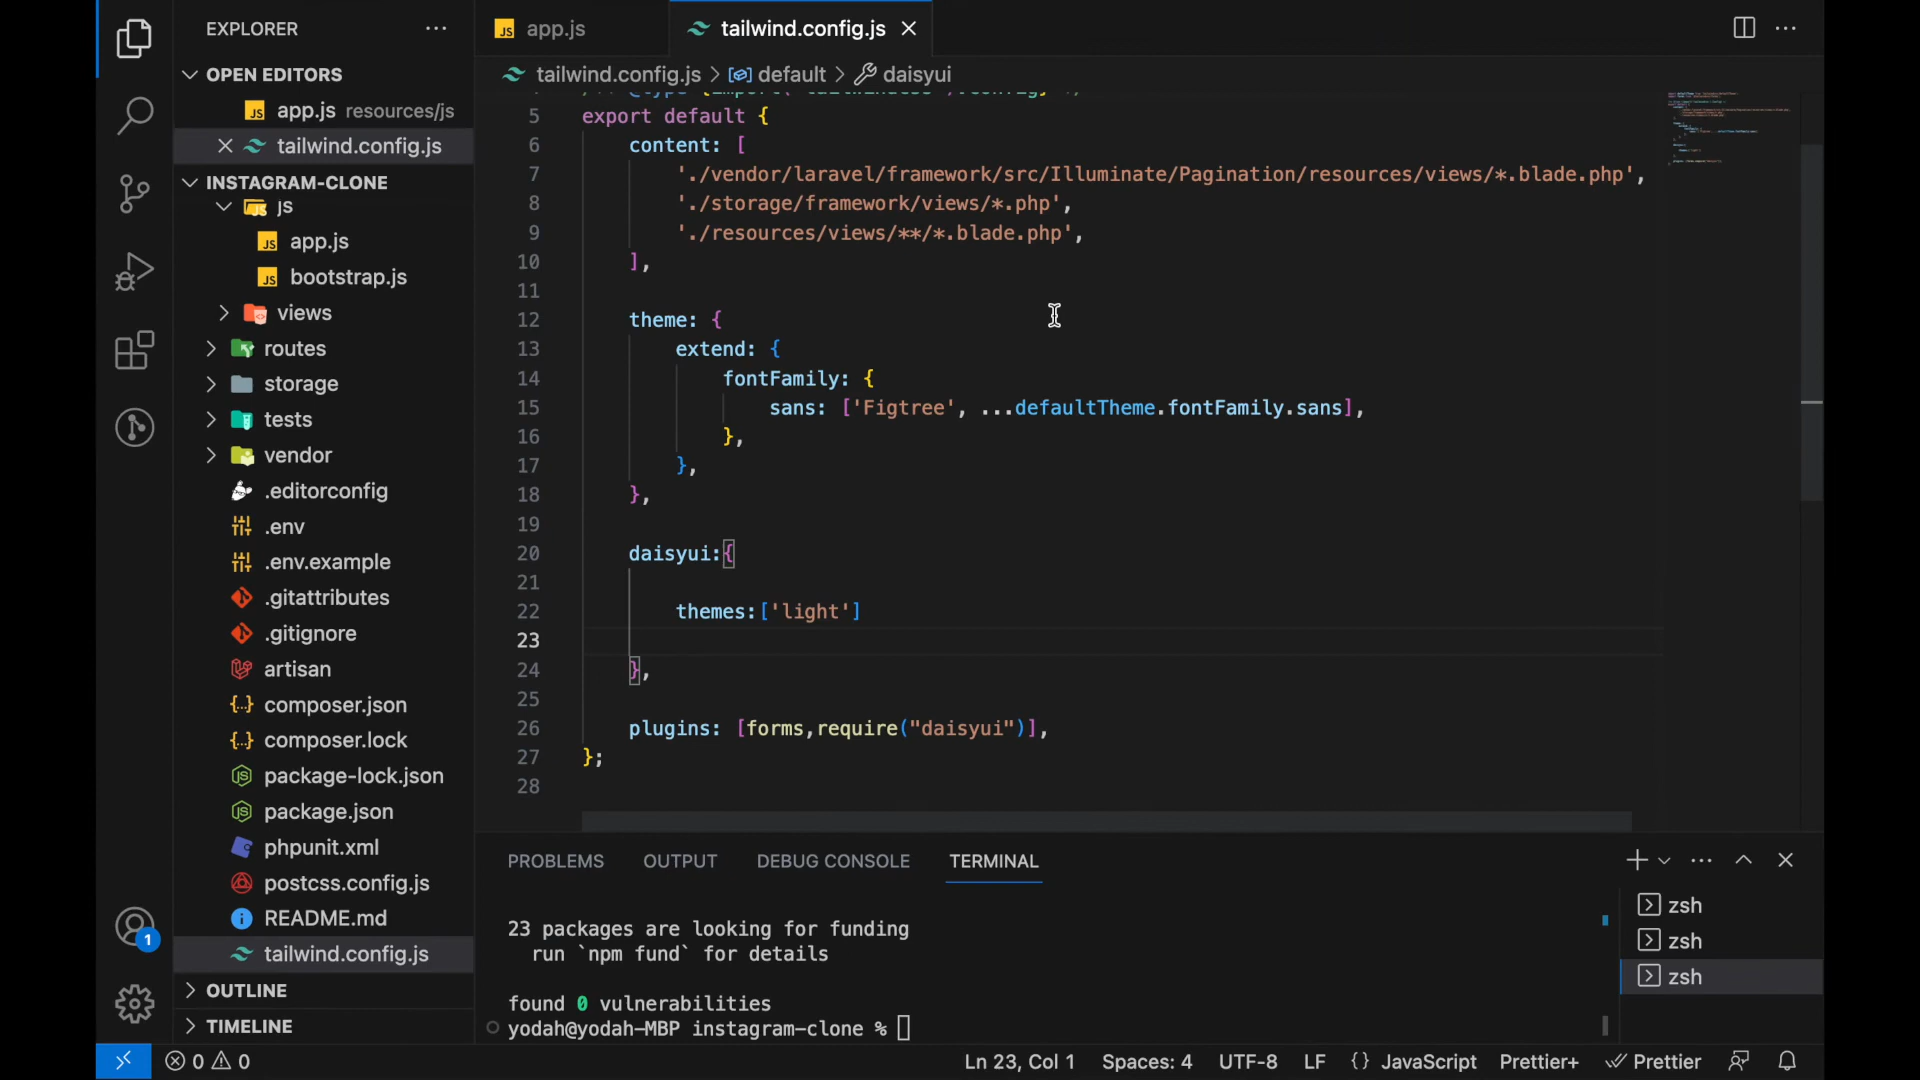 EXPLORER
OPEN EDITORS
app.js resources/js
tailwind.config.js
INSTAGRAM-CLONE
js
app.js
bootstrap.js
views
routes
storage
tests
vendor
.editorconfig
.env
.env.example
.gitattributes
.gitignore
artisan
composer.json
composer.lock
package-lock.json
package.json
phpunit.xml
postcss.config.js
README.md
tailwind.config.js
OUTLINE
TIMELINE
app.js
tailwind.config.js
tailwind.config.js > default > daisyui
5 export default {
6 content: [
7 './vendor/laravel/framework/src/Illuminate/Pagination/resources/views/*.blade.php',
8 './storage/framework/views/*.php',
9 './resources/views/**/*.blade.php',
10 ],
11
12 theme: {
13 extend: {
14 fontFamily: {
15 sans: ['Figtree', ...defaultTheme.fontFamily.sans],
16 },
17 },
18 },
19
20 daisyui:{
21
22 themes:['light']
23
24 },
25
26 plugins: [forms,require("daisyui")],
27 };
28
PROBLEMS OUTPUT DEBUG CONSOLE TERMINAL
23 packages are looking for funding
run `npm fund` for details
found 0 vulnerabilities
yodah@yodah-MBP instagram-clone %
zsh
zsh
zsh
1
0 0 Ln 23, Col 1 Spaces: 4 UTF-8 LF {} JavaScript Prettier+ Prettier